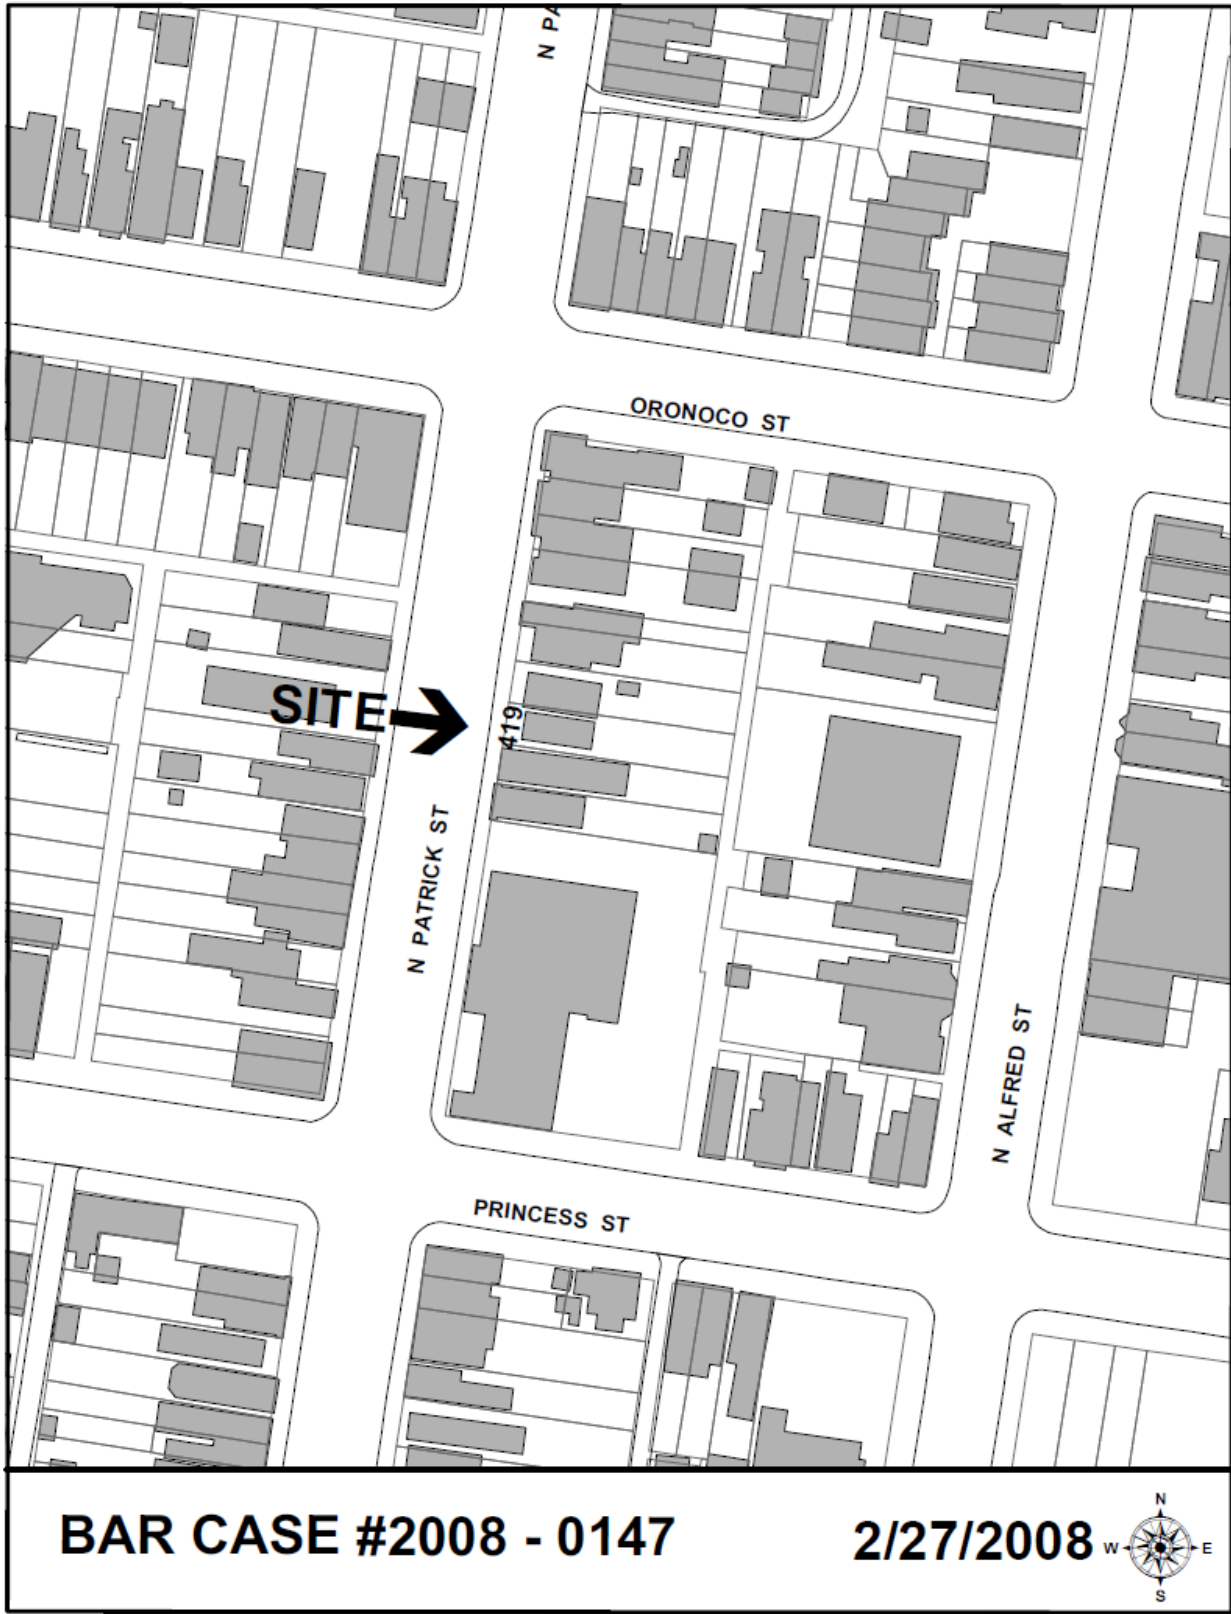 N PA
ORONOCO ST
SITE
419
N PATRICK ST
N ALFRED ST
PRINCESS ST
BAR CASE #2008 - 0147
2/27/2008
N
W E
S